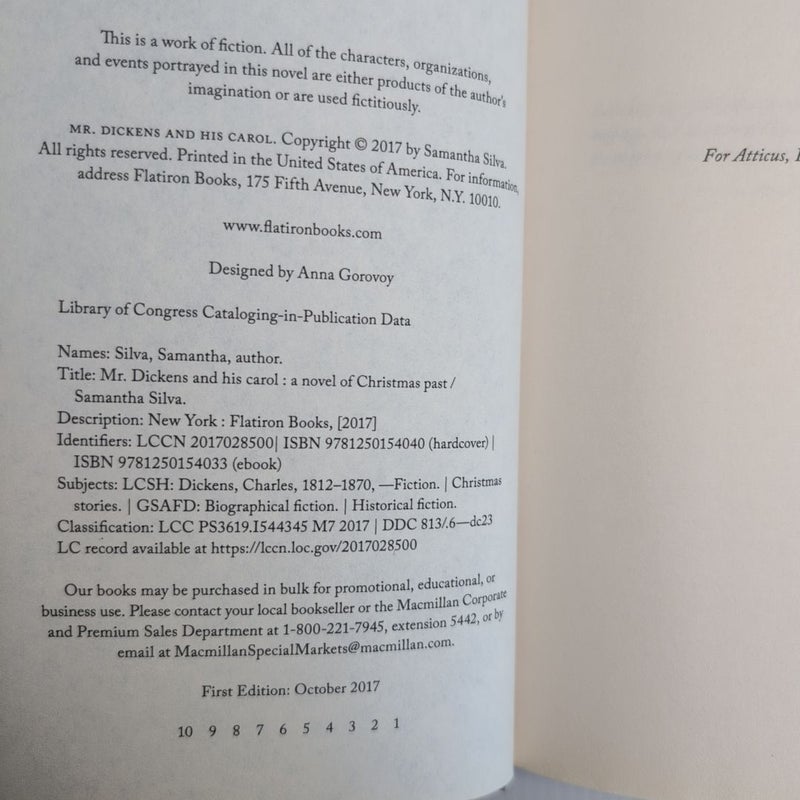 This is a work of fiction. All of the characters, organizations,
and events portrayed in this novel are either products of the author's
imagination or are used fictitiously.
MR. DICKENS AND HIS CAROL. Copyright © 2017 by Samantha Silva.
All rights reserved. Printed in the United States of America. For information,
address Flatiron Books, 175 Fifth Avenue, New York, N.Y. 10010.
www.flatironbooks.com
Designed by Anna Gorovoy
Library of Congress Cataloging-in-Publication Data
Names: Silva, Samantha, author.
Title: Mr. Dickens and his carol : a novel of Christmas past /
Samantha Silva.
Description: New York : Flatiron Books, [2017]
Identifiers: LCCN 2017028500| ISBN 9781250154040 (hardcover) |
ISBN 9781250154033 (ebook)
Subjects: LCSH: Dickens, Charles, 1812–1870, —Fiction. | Christmas
stories. | GSAFD: Biographical fiction. | Historical fiction.
Classification: LCC PS3619.I544345 M7 2017 | DDC 813/.6—dc23
LC record available at https://lccn.loc.gov/2017028500
Our books may be purchased in bulk for promotional, educational, or
business use. Please contact your local bookseller or the Macmillan Corporate
and Premium Sales Department at 1-800-221-7945, extension 5442, or by
email at MacmillanSpecialMarkets@macmillan.com.
First Edition: October 2017
10 9 8 7 6 5 4 3 2 1
For Atticus,